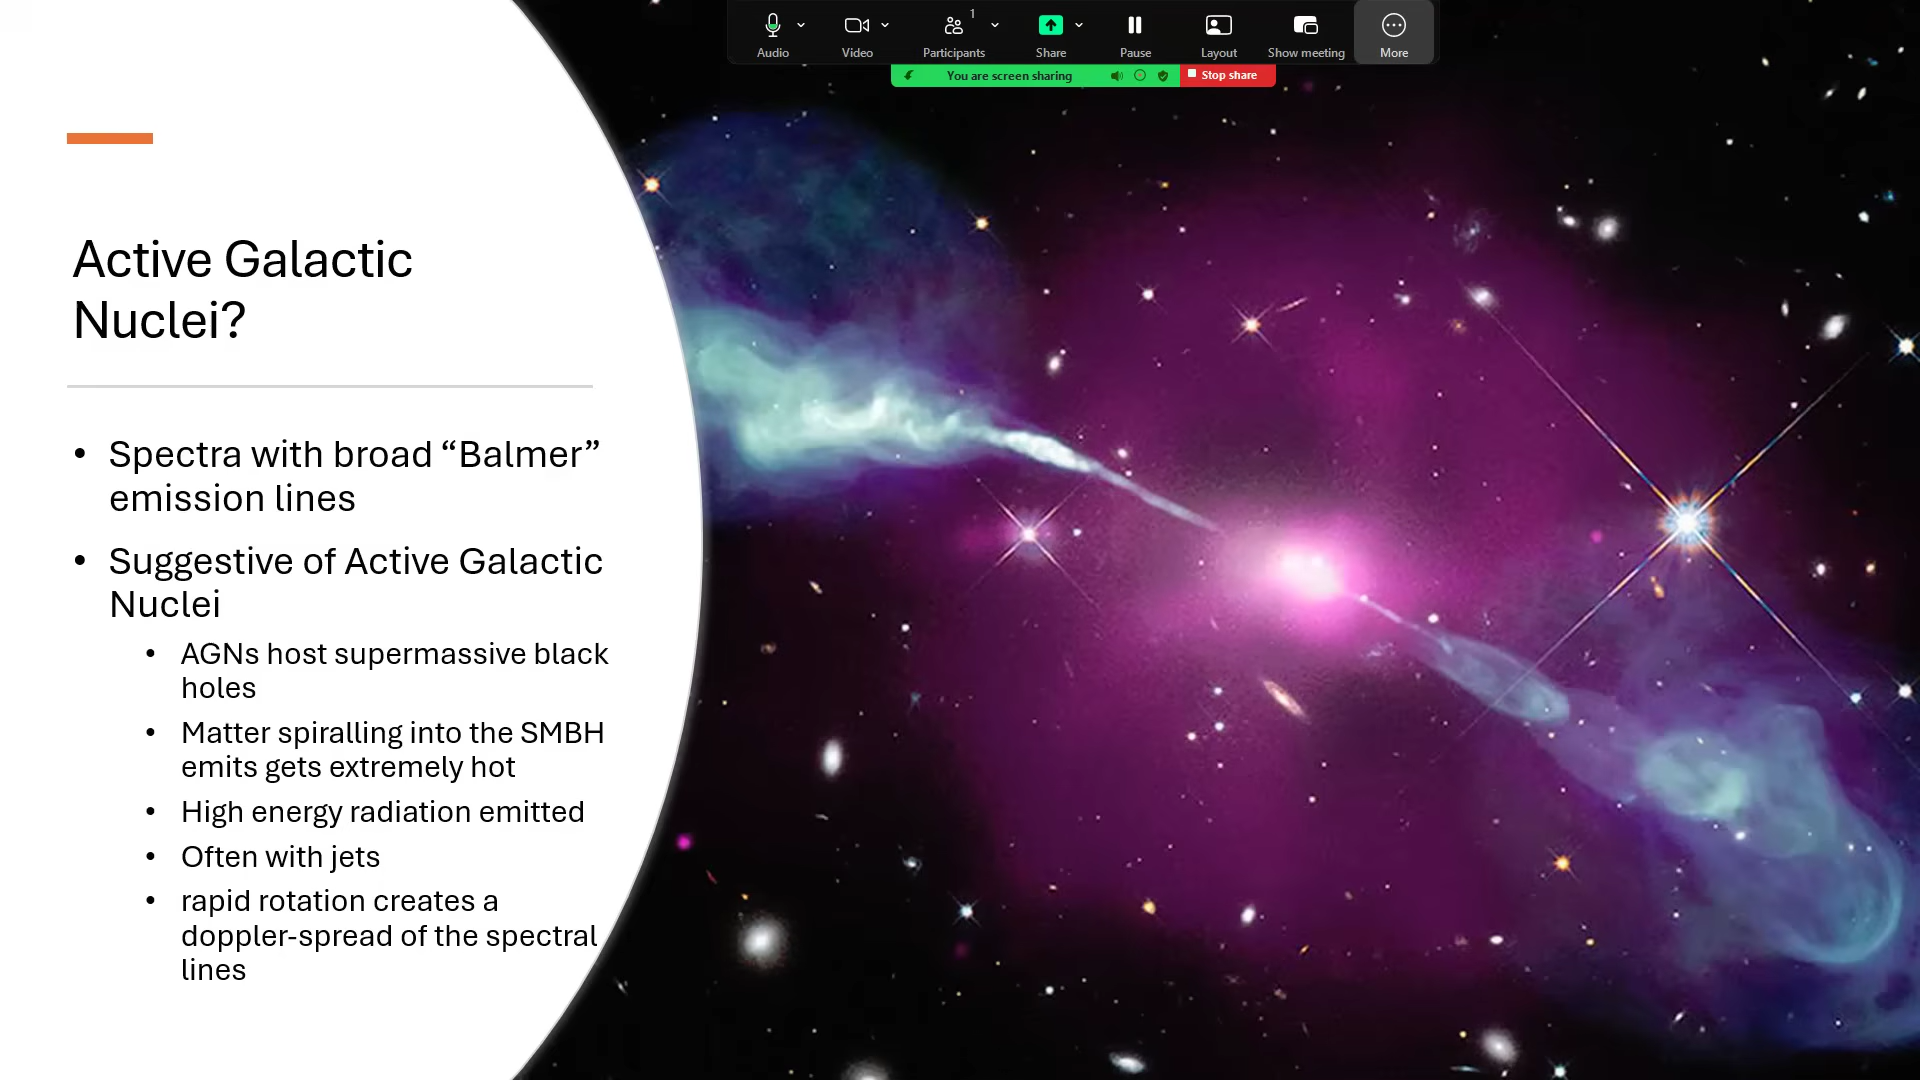 1
Audio
Video
Participants
Share
Pause
Layout
Show meeting
More
You are screen sharing
Stop share
Active Galactic
Nuclei?
• Spectra with broad “Balmer”
emission lines
• Suggestive of Active Galactic
Nuclei
• AGNs host supermassive black
holes
• Matter spiralling into the SMBH
emits gets extremely hot
• High energy radiation emitted
• Often with jets
• rapid rotation creates a
doppler-spread of the spectral
lines